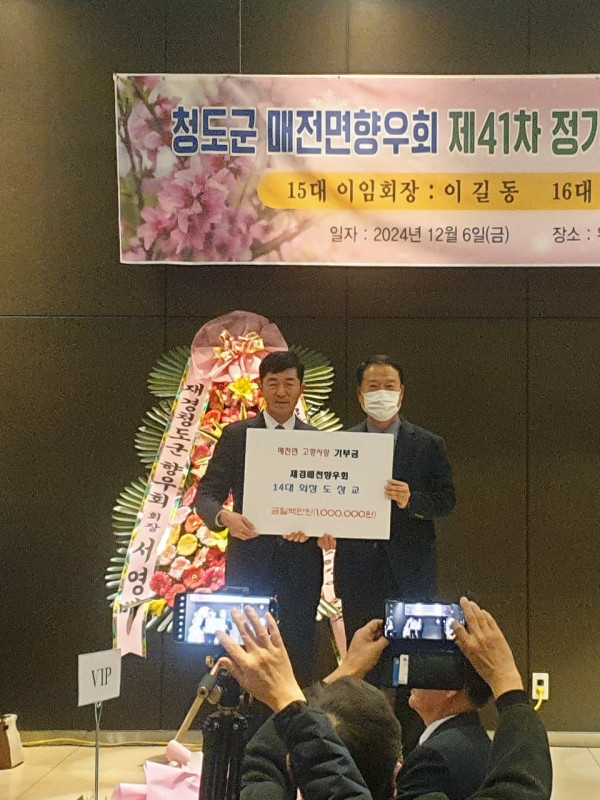 청도군 매전면향우회 제41차 정기
15대 이임회장 : 이 길 동 16대
일자 : 2024년 12월 6일(금) 장소 :
재경청도군향우회 회장 서영
매전면 고향사랑 기부금
재경매전향우회
14대 회장 도 상 교
금일백만원(1,000,000원)
VIP